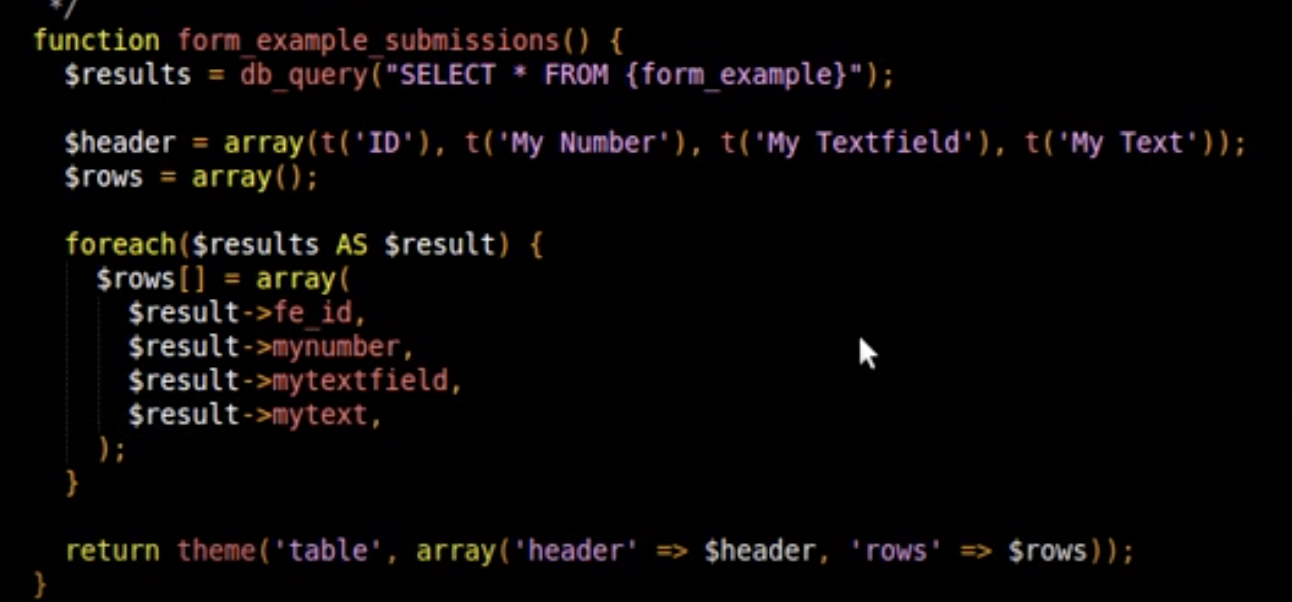 */
function form_example_submissions() {
$results = db_query("SELECT * FROM {form_example}");
$header = array(t('ID'), t('My Number'), t('My Textfield'), t('My Text'));
$rows = array();
foreach($results AS $result) {
$rows[] = array(
$result->fe_id,
$result->mynumber,
$result->mytextfield,
$result->mytext,
);
}
return theme('table', array('header' => $header, 'rows' => $rows));
}